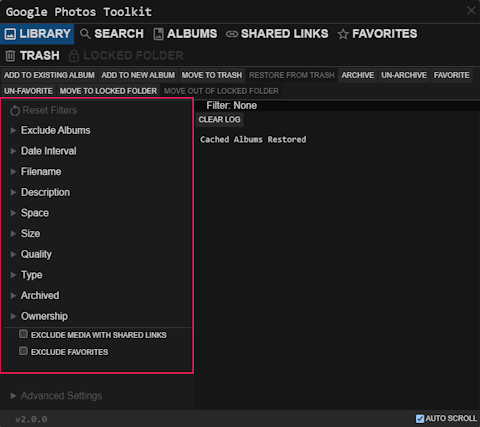 Google Photos Toolkit
LIBRARY SEARCH ALBUMS SHARED LINKS FAVORITES
TRASH LOCKED FOLDER
ADD TO EXISTING ALBUM ADD TO NEW ALBUM MOVE TO TRASH RESTORE FROM TRASH ARCHIVE UN-ARCHIVE FAVORITE
UN-FAVORITE MOVE TO LOCKED FOLDER MOVE OUT OF LOCKED FOLDER
Reset Filters
Exclude Albums
Date Interval
Filename
Description
Space
Size
Quality
Type
Archived
Ownership
EXCLUDE MEDIA WITH SHARED LINKS
EXCLUDE FAVORITES
Advanced Settings
Filter: None
CLEAR LOG
Cached Albums Restored
v2.0.0
AUTO SCROLL